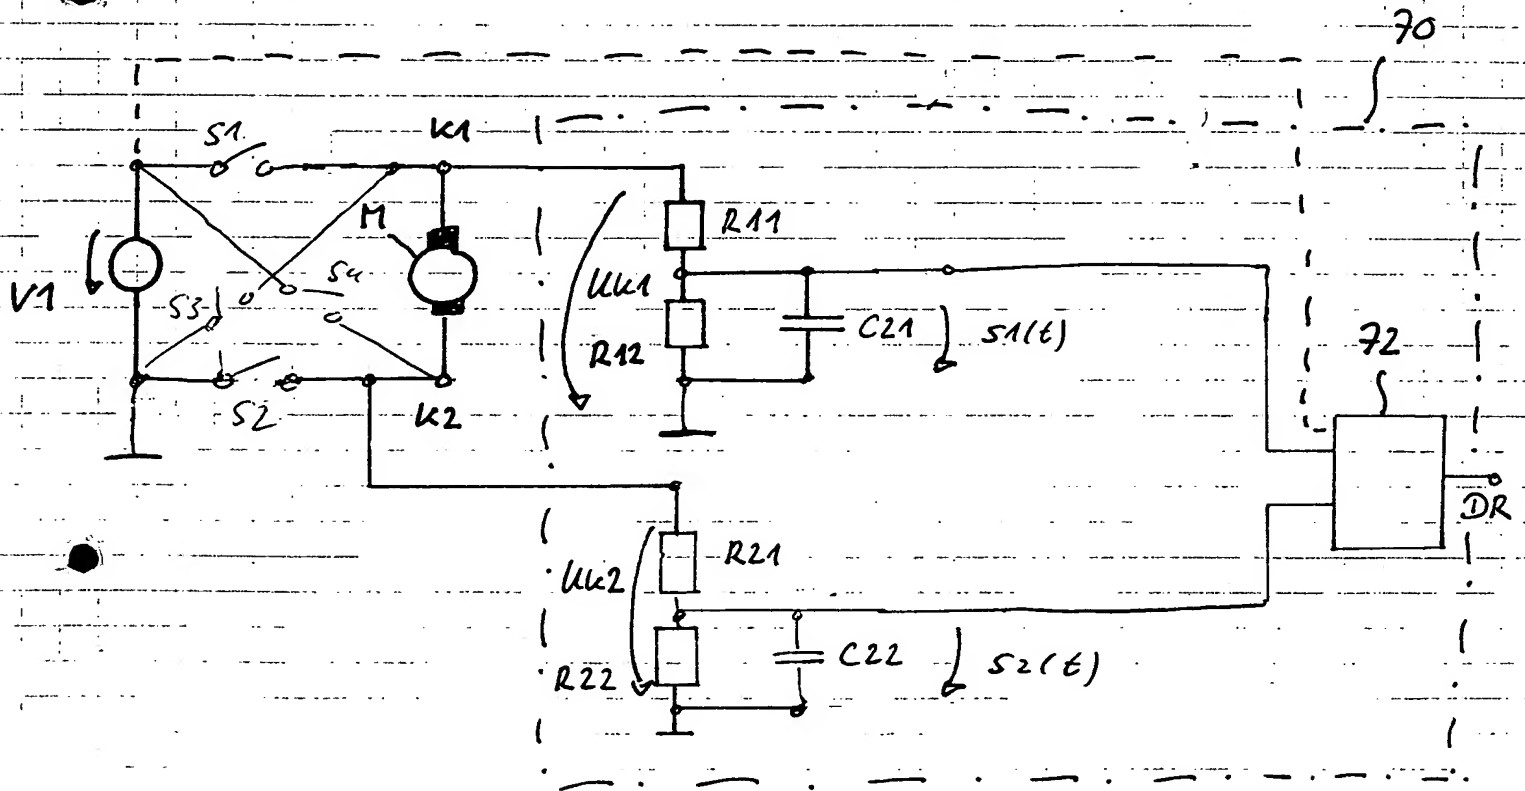 70
S1
K1
M
R11
V1
S3
S4
UK1
R12
C21
S1(t)
72
S2
K2
DR
UK2
R21
R22
C22
S2(t)